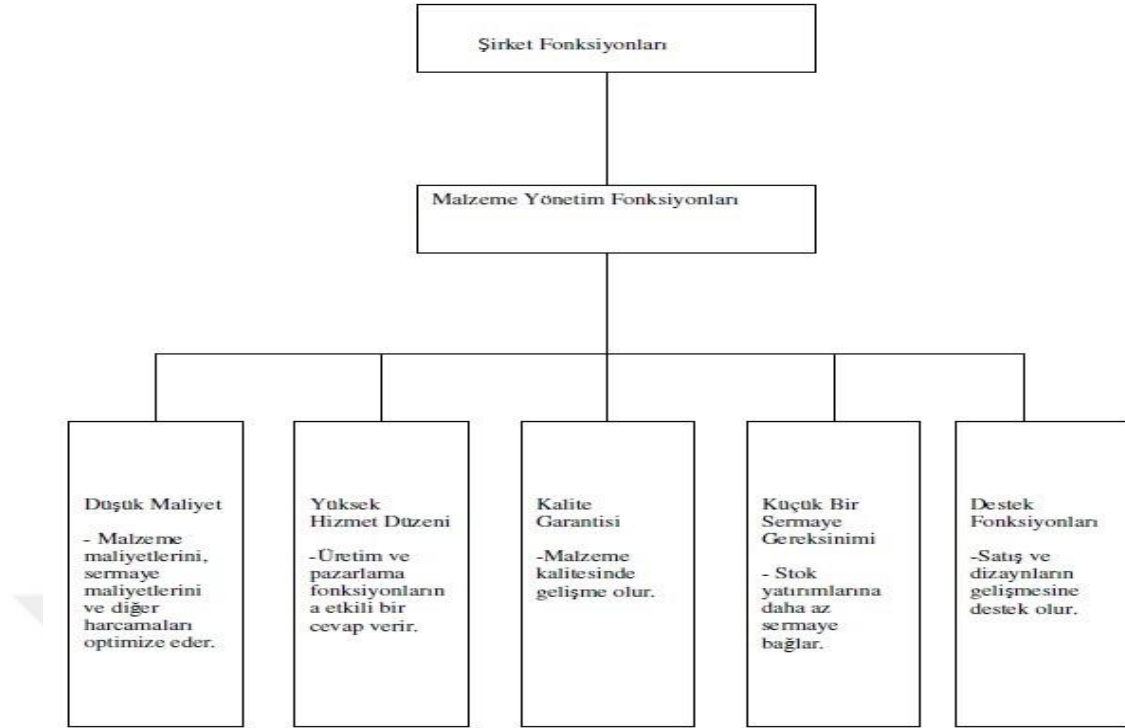 Şirket Fonksiyonları
Malzeme Yönetim Fonksiyonları
Düşük Maliyet
- Malzeme
maliyetlerini,
sermaye
maliyetlerini
ve diğer
harcamaları
optimize eder.
Yüksek
Hizmet Düzeni
-Üretim ve
pazarlama
fonksiyonların
a etkili bir
cevap verir.
Kalite
Garantisi
-Malzeme
kalitesinde
gelişme olur.
Küçük Bir
Sermaye
Gereksinimi
- Stok
yatırımlarına
daha az
sermaye
bağlar.
Destek
Fonksiyonları
-Satış ve
dizaynların
gelişmesine
destek olur.